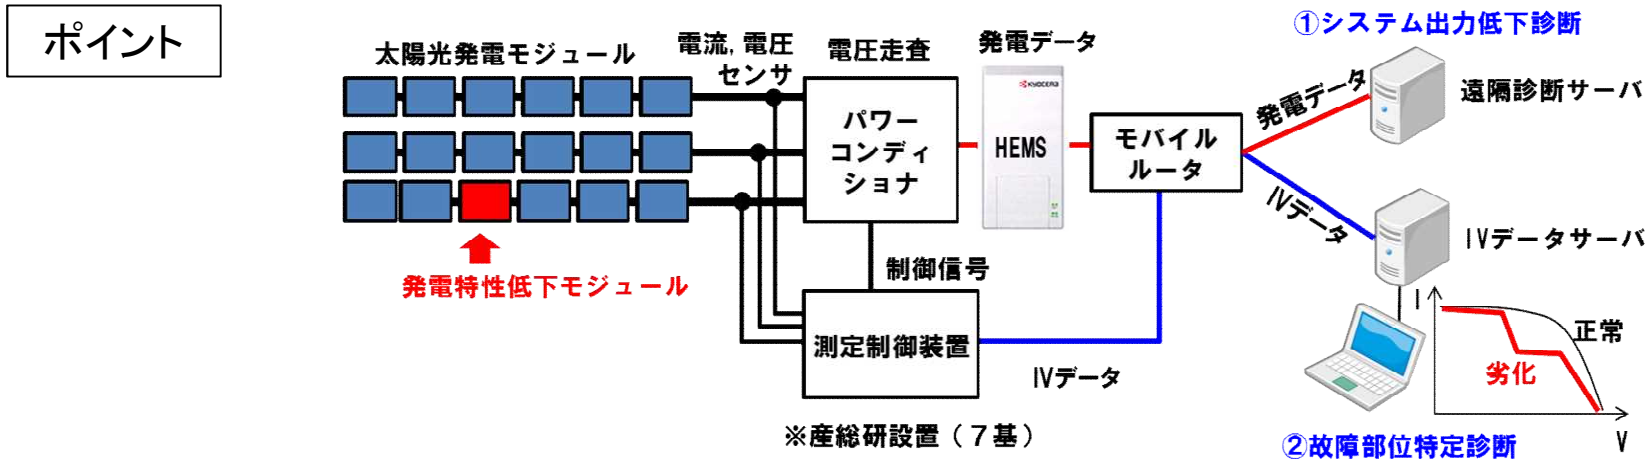 ポイント
太陽光発電モジュール
電流,電圧
センサ
電圧走査
発電データ
①システム出力低下診断
KYOCERA
パワー
コンディ
ショナ
HEMS
モバイル
ルータ
発電データ
遠隔診断サーバ
IVデータ
IVデータサーバ
発電特性低下モジュール
制御信号
測定制御装置
IVデータ
I
正常
劣化
V
※産総研設置(7基)
②故障部位特定診断